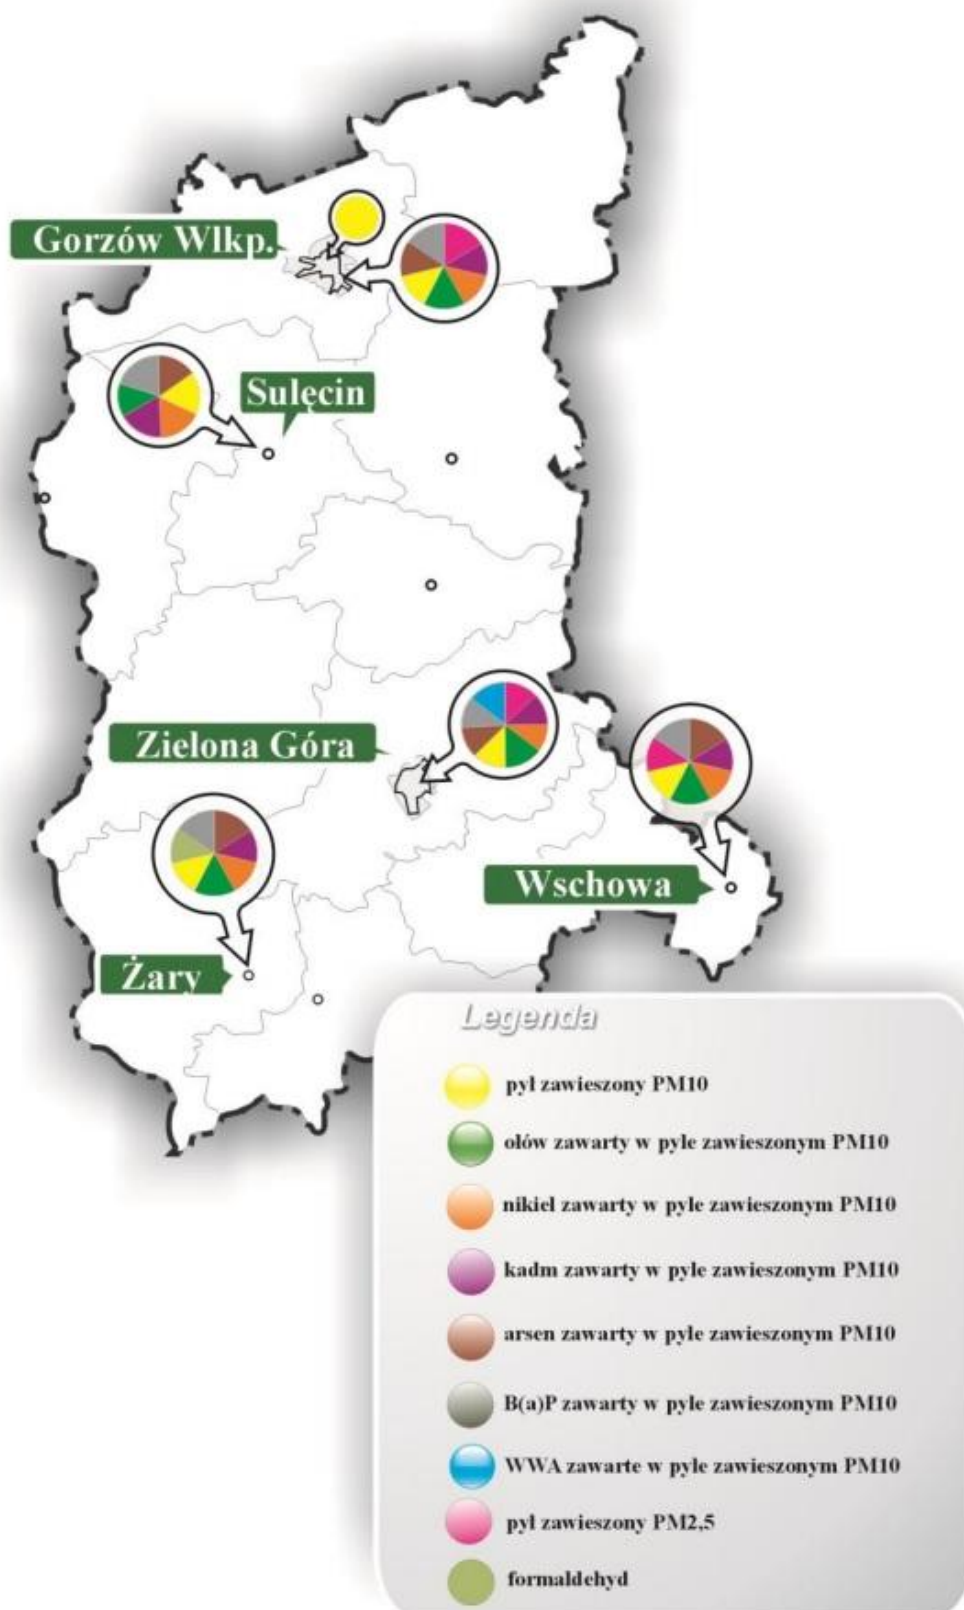 Gorzów Wlkp.
Sulęcin
Zielona Góra
Wschowa
Żary
Legenda
pył zawieszony PM10
ołów zawarty w pyle zawieszonym PM10
nikiel zawarty w pyle zawieszonym PM10
kadm zawarty w pyle zawieszonym PM10
arsen zawarty w pyle zawieszonym PM10
B(a)P zawarty w pyle zawieszonym PM10
WWA zawarte w pyle zawieszonym PM10
pył zawieszony PM2,5
formaldehyd